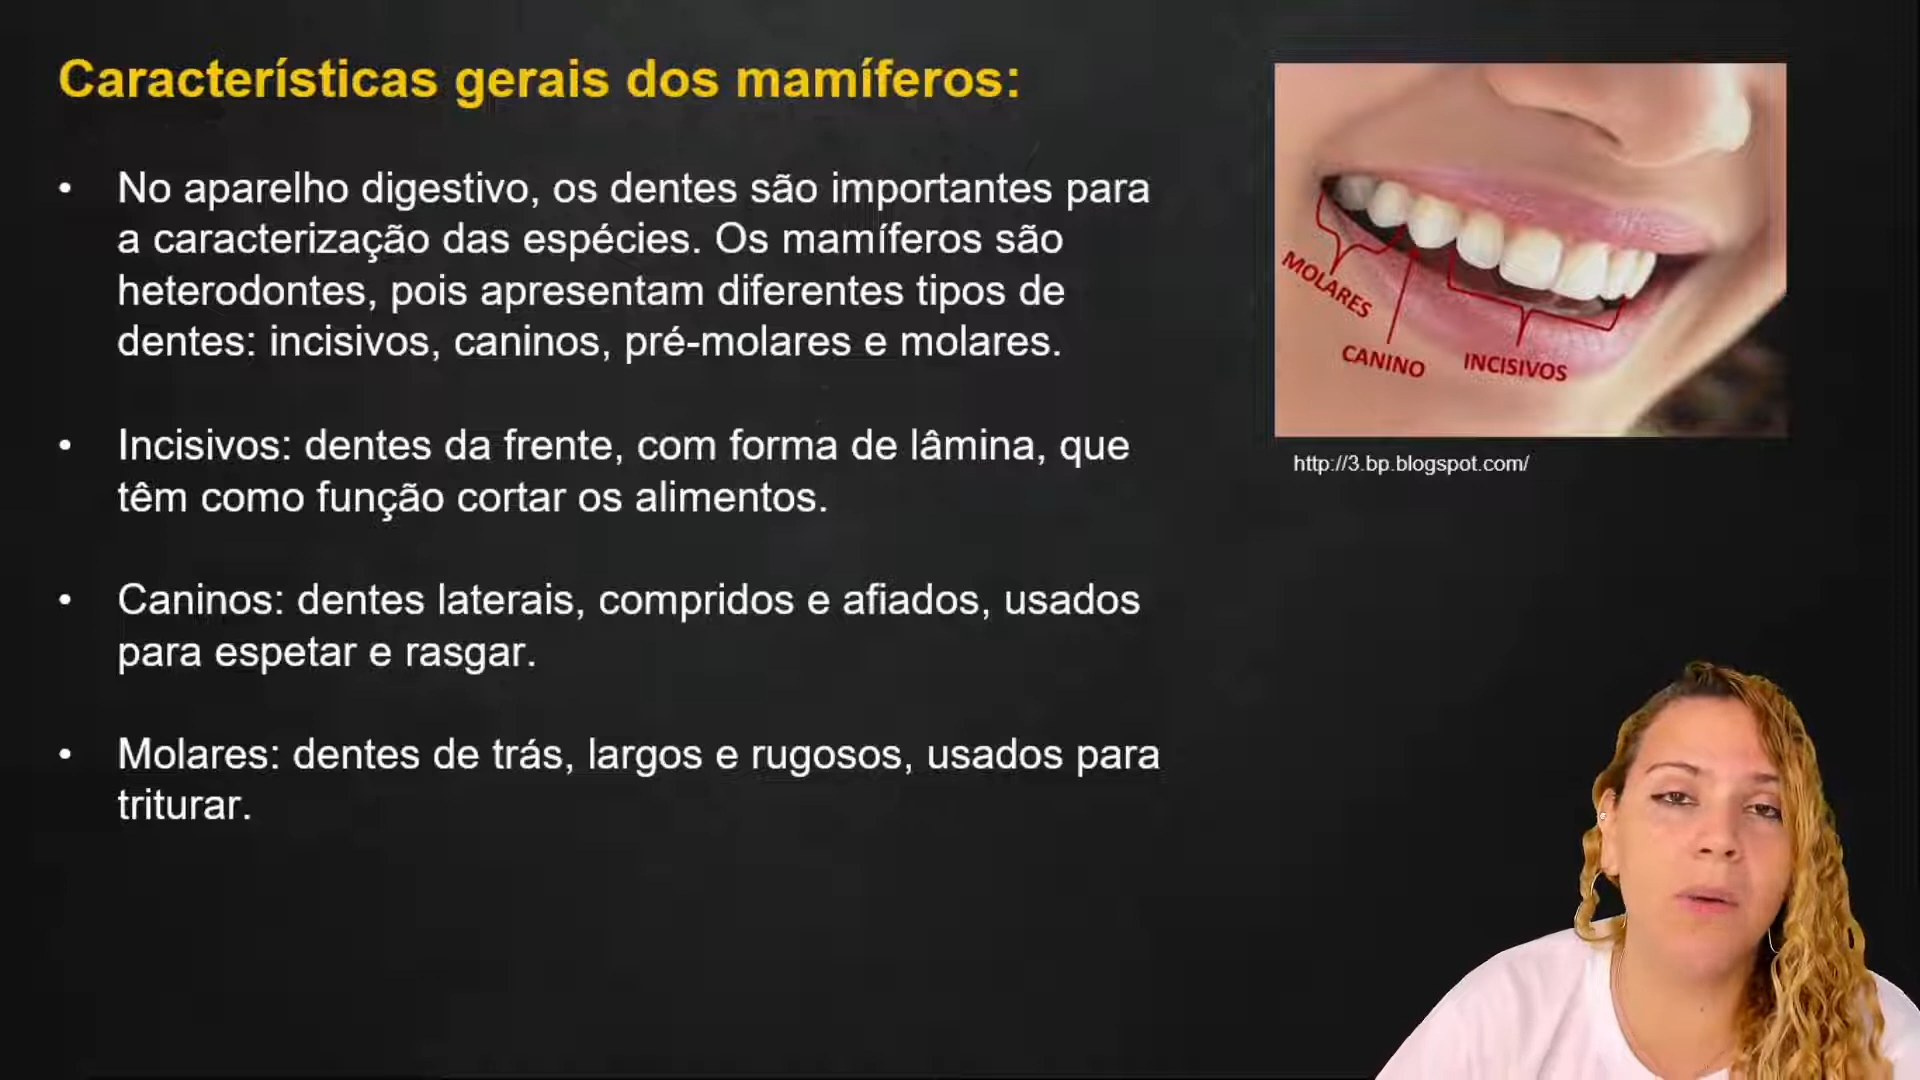 Características gerais dos mamíferos:
• No aparelho digestivo, os dentes são importantes para
a caracterização das espécies. Os mamíferos são
heterodontes, pois apresentam diferentes tipos de
dentes: incisivos, caninos, pré-molares e molares.
• Incisivos: dentes da frente, com forma de lâmina, que
têm como função cortar os alimentos.
• Caninos: dentes laterais, compridos e afiados, usados
para espetar e rasgar.
• Molares: dentes de trás, largos e rugosos, usados para
triturar.
MOLARES
CANINO
INCISIVOS
http://3.bp.blogspot.com/